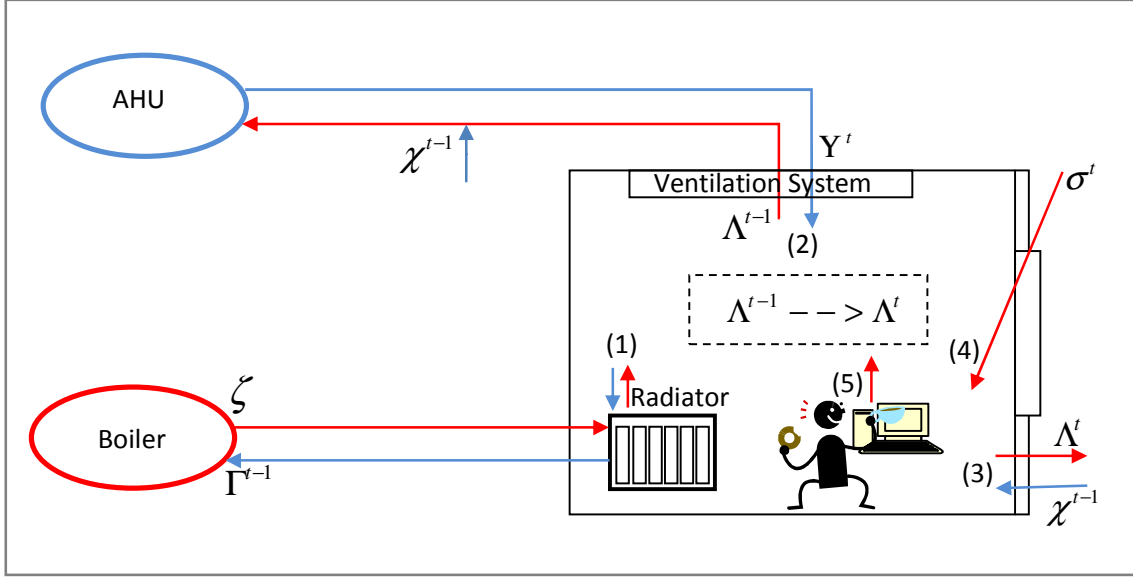 AHU
χ^{t−1}
Υ^t
Ventilation System
σ^t
Λ^{t−1}
(2)
Λ^{t−1} − − > Λ^t
(1)
(4)
(5)
Radiator
ζ
Boiler
Γ^{t−1}
Λ^t
(3)
χ^{t−1}